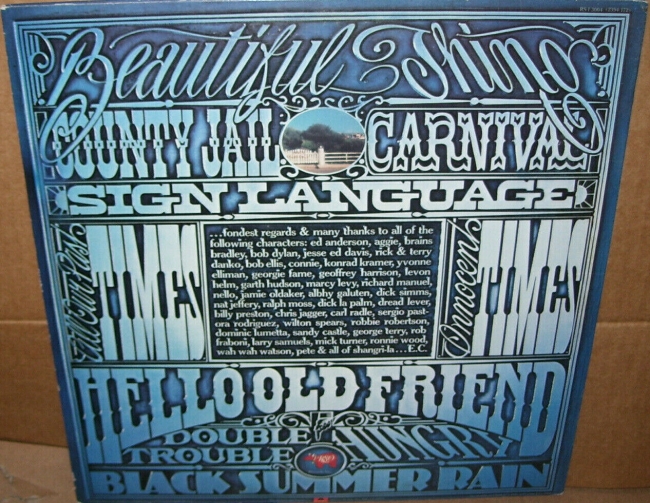 Beautiful Thing
COUNTY JAIL CARNIVAL
SIGN LANGUAGE
All Our Past
TIMES
...fondest regards & many thanks to all of the
following characters: ed anderson, aggie, brains
bradley, bob dylan, jesse ed davis, rick & terry
danko, bob ellis, connie, konrad kramer, yvonne
elliman, georgie fame, geoffrey harrison, levon
helm, garth hudson, marcy levy, richard manuel,
nello, jamie oldaker, albhy galuten, dick simms,
nat jeffery, ralph moss, dick la palm, dread lever,
billy preston, chris jagger, carl radle, sergio past-
ora rodriguez, wilton spears, robbie robertson,
dominic lumetta, sandy castle, george terry, rob
fraboni, larry samuels, mick turner, ronnie wood,
wah wah watson, pete & all of shangri-la...E.C.
Innocent
TIMES
HELLO OLD FRIEND
DOUBLE
TROUBLE
HUNGRY
RSO
BLACK SUMMER RAIN